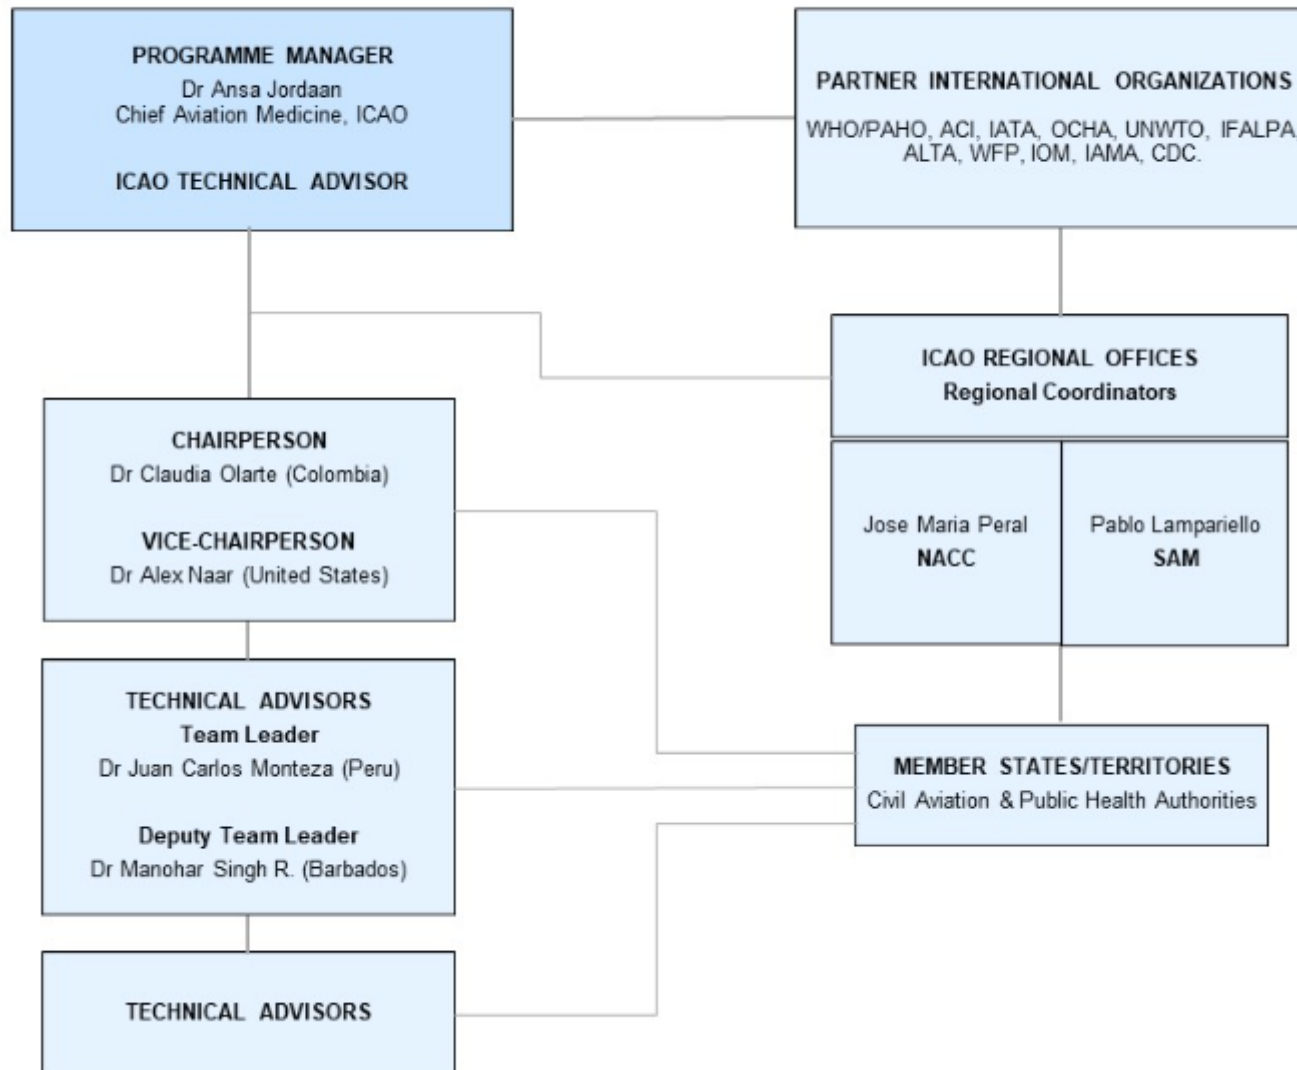 PROGRAMME MANAGER
Dr Ansa Jordaan
Chief Aviation Medicine, ICAO
ICAO TECHNICAL ADVISOR
PARTNER INTERNATIONAL ORGANIZATIONS
WHO/PAHO, ACI, IATA, OCHA, UNWTO, IFALPA
ALTA, WFP, IOM, IAMA, CDC.
ICAO REGIONAL OFFICES
Regional Coordinators
Jose Maria Peral
NACC
Pablo Lampariello
SAM
CHAIRPERSON
Dr Claudia Olarte (Colombia)
VICE-CHAIRPERSON
Dr Alex Naar (United States)
TECHNICAL ADVISORS
Team Leader
Dr Juan Carlos Monteza (Peru)
Deputy Team Leader
Dr Manohar Singh R. (Barbados)
MEMBER STATES/TERRITORIES
Civil Aviation & Public Health Authorities
TECHNICAL ADVISORS